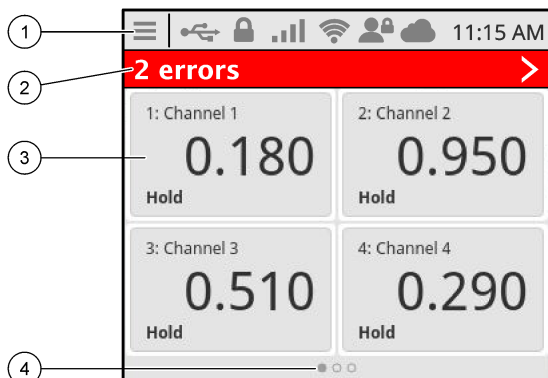 1
11:15 AM
2
2 errors
3
1: Channel 1
0.180
Hold
2: Channel 2
0.950
Hold
3: Channel 3
0.510
Hold
4: Channel 4
0.290
Hold
4